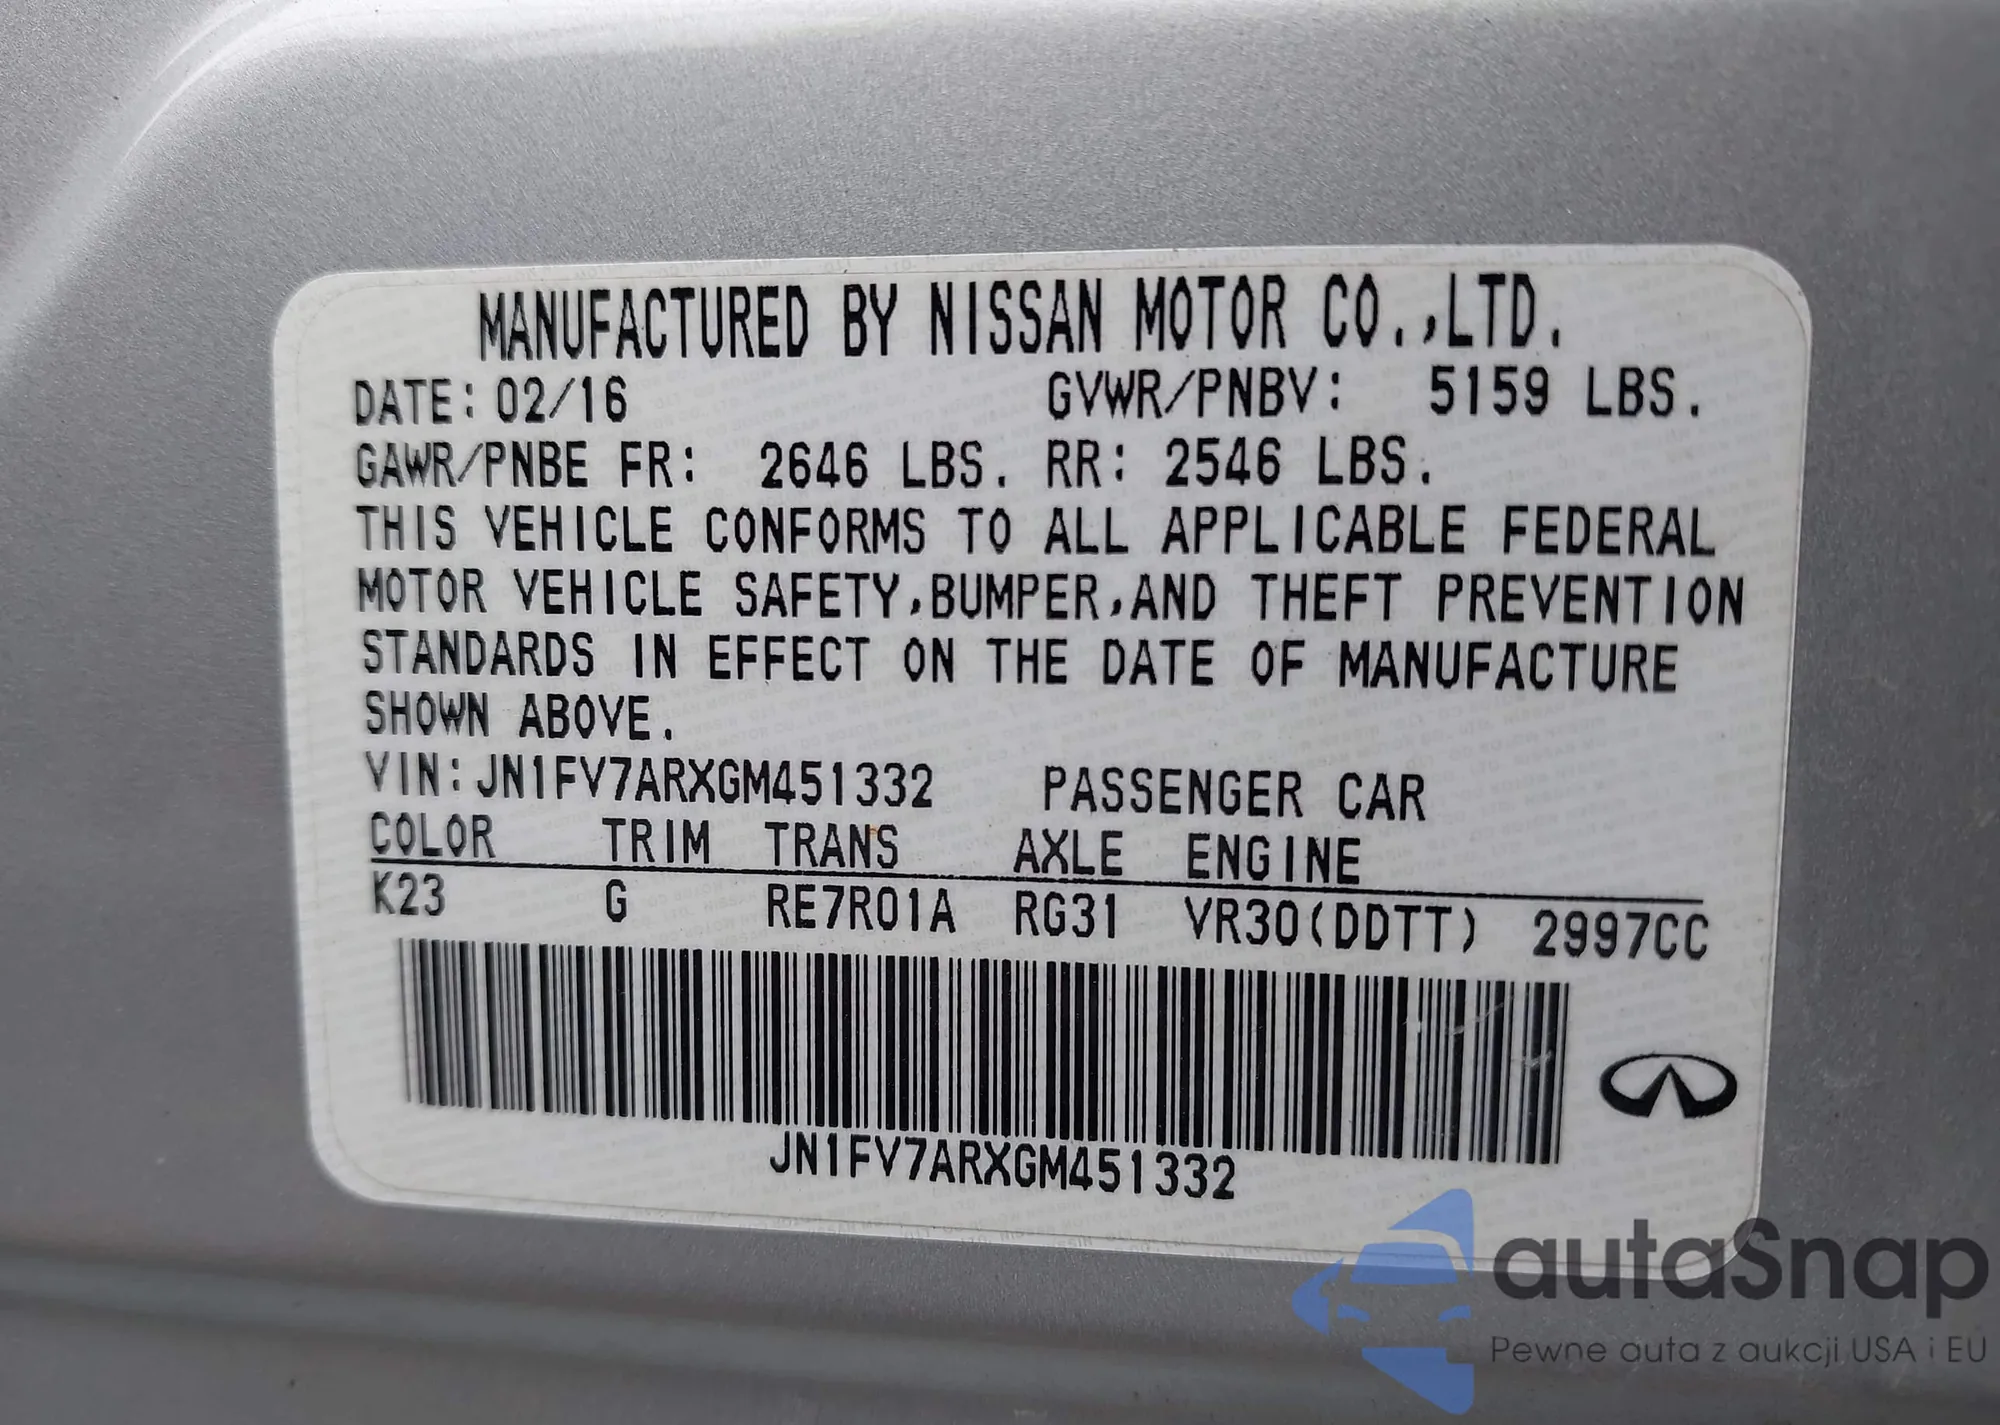 MANUFACTURED BY NISSAN MOTOR CO.,LTD.
DATE: 02/16 GVWR/PNBV: 5159 LBS.
GAWR/PNBE FR: 2646 LBS. RR: 2546 LBS.
THIS VEHICLE CONFORMS TO ALL APPLICABLE FEDERAL
MOTOR VEHICLE SAFETY,BUMPER,AND THEFT PREVENTION
STANDARDS IN EFFECT ON THE DATE OF MANUFACTURE
SHOWN ABOVE.
VIN:JN1FV7ARXGM451332 PASSENGER CAR
COLOR TRIM TRANS AXLE ENGINE
K23 G RE7R01A RG31 VR30(DDTT) 2997CC
JN1FV7ARXGM451332
autaSnap
Pewne auta z aukcji USA i EU